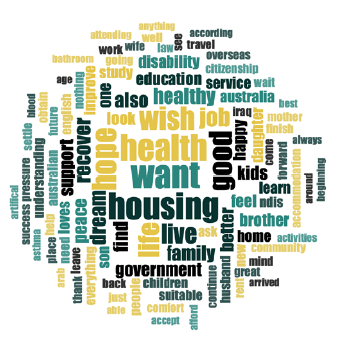 anything
attending well according
work wife law see travel
bathroom going disability overseas
age nothing study citizenship
blood obtain improve one education service wait
english also healthy australia
future look wish job best
artifical success pressure settle understanding australian support recover hope health good happy iraq daughter mother
finish
want kids come forward always
learn around
asthma place help need loves peace dream housing feel ndis accommodation beginning
arab son find life live ask better brother
family home activities
everything government husband new community
thank leave mind
back children continue rent great
just people suitable city arrived
able comfort
accept afford